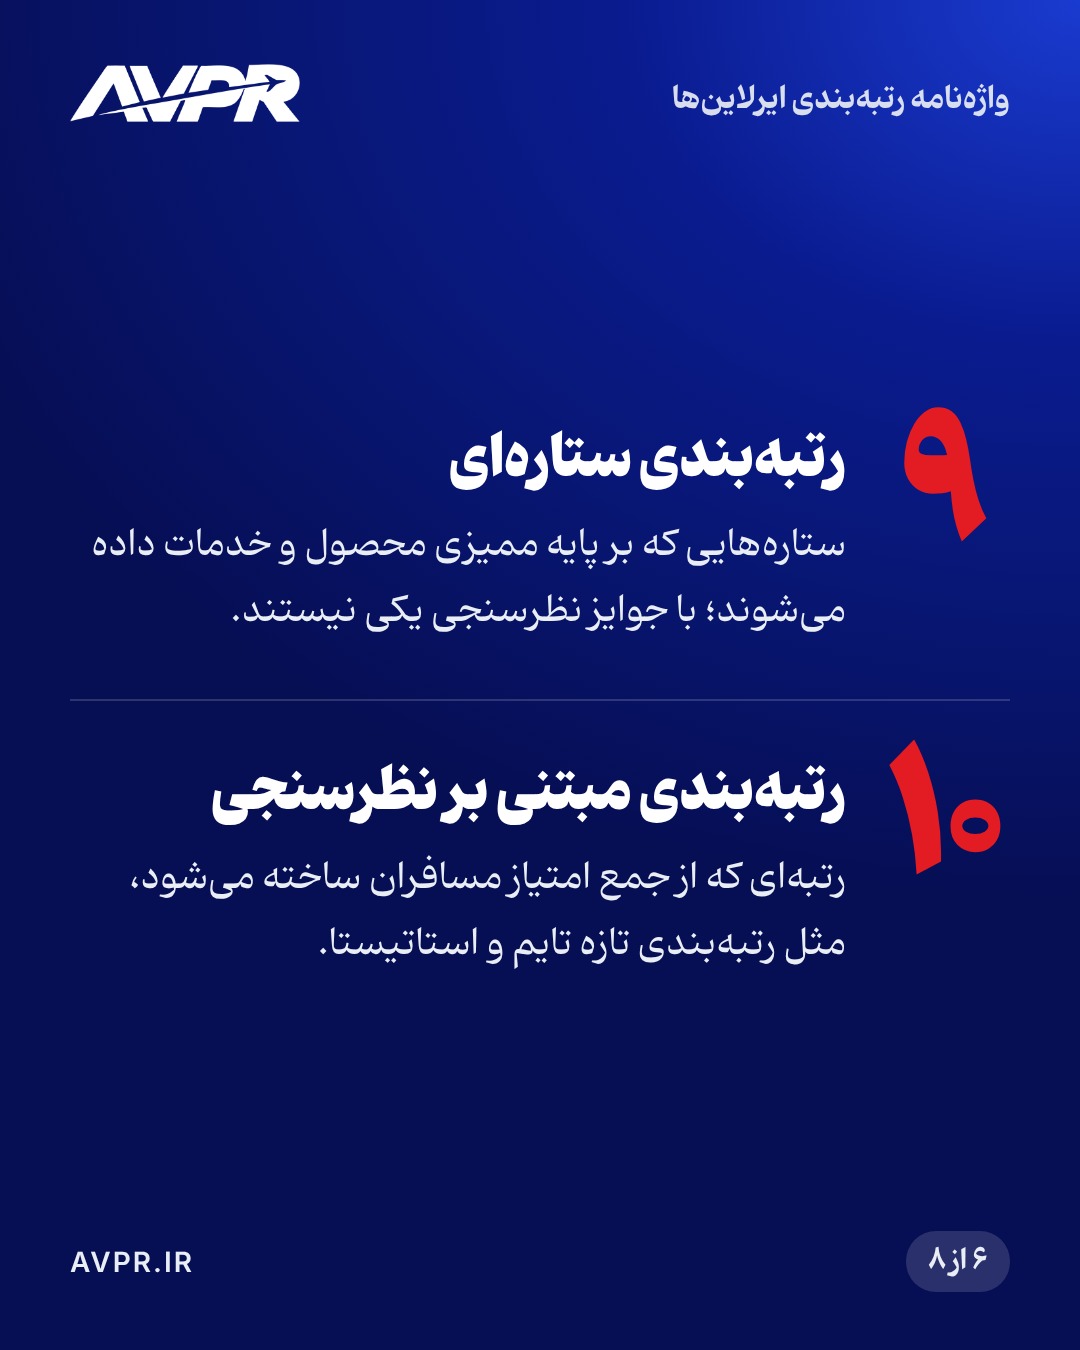 AVPR
واژه‌نامه رتبه‌بندی ایرلاین‌ها
۹
رتبه‌بندی ستاره‌ای
ستاره‌هایی که بر پایه ممیزی محصول و خدمات داده
می‌شوند؛ با جوایز نظرسنجی یکی نیستند.
۱۰
رتبه‌بندی مبتنی بر نظرسنجی
رتبه‌ای که از جمع امتیاز مسافران ساخته می‌شود،
مثل رتبه‌بندی تازه تایم و استاتیستا.
AVPR.IR
۶ از ۸